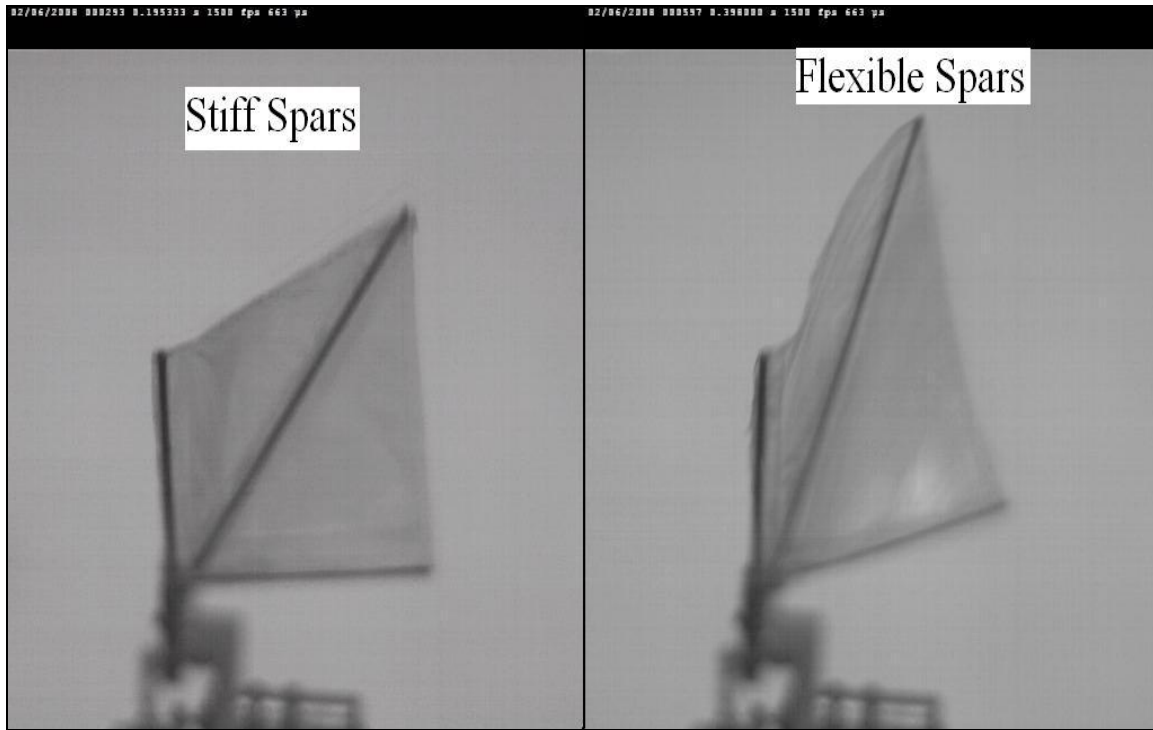 02/06/2008 000293 0.195333 s 1500 fps 663 µs
02/06/2008 000597 0.398000 s 1500 fps 663 µs
Stiff Spars
Flexible Spars